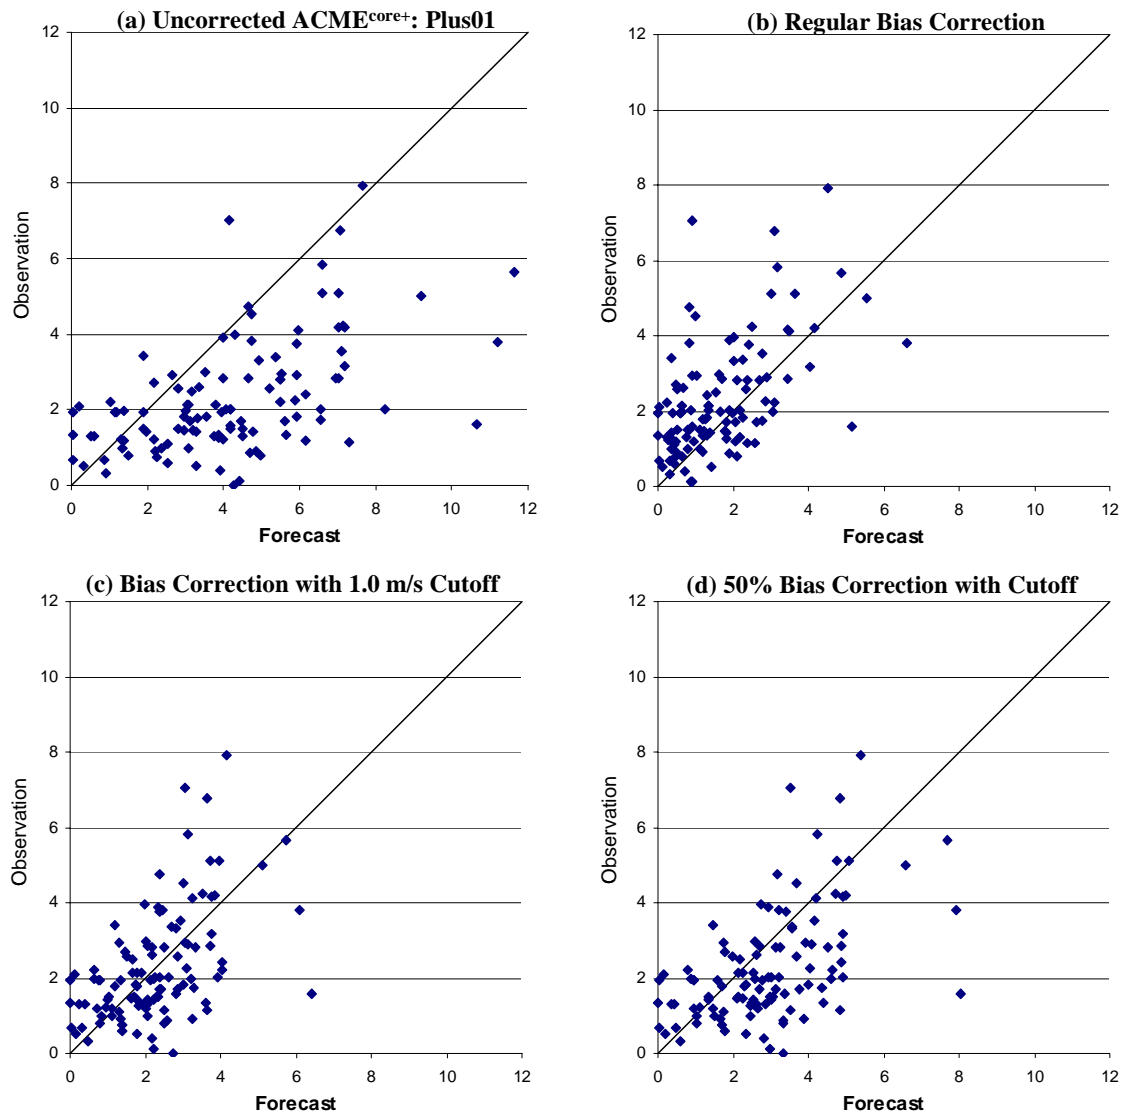 (a) Uncorrected ACMEcore+: Plus01
12
10
8
6
4
2
0
Observation
0 2 4 6 8 10 12
Forecast
(b) Regular Bias Correction
12
10
8
6
4
2
0
Observation
0 2 4 6 8 10 12
Forecast
(c) Bias Correction with 1.0 m/s Cutoff
12
10
8
6
4
2
0
Observation
0 2 4 6 8 10 12
Forecast
(d) 50% Bias Correction with Cutoff
12
10
8
6
4
2
0
Observation
0 2 4 6 8 10 12
Forecast